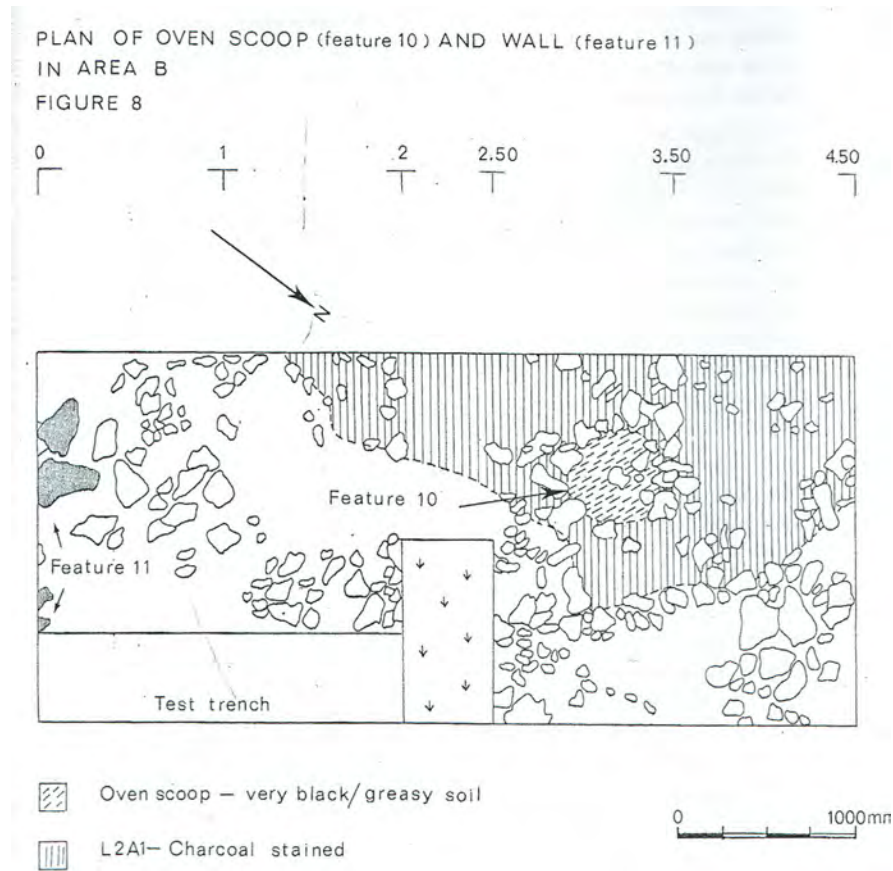 PLAN OF OVEN SCOOP (feature 10) AND WALL (feature 11)
IN AREA B
FIGURE 8
0 1 2 2.50 3.50 4.50
N
Feature 10
Feature 11
Test trench
Oven scoop – very black/greasy soil
0 1000mm
L2A1– Charcoal stained